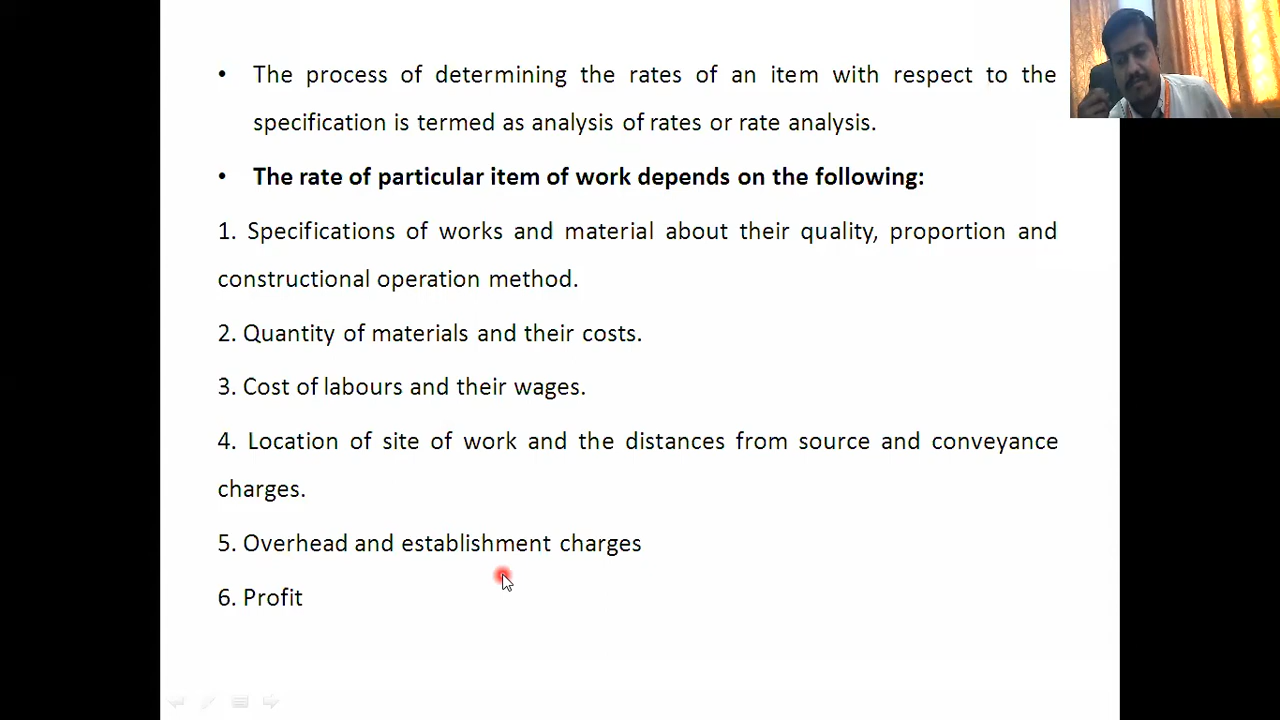 • The process of determining the rates of an item with respect to the
specification is termed as analysis of rates or rate analysis.
• The rate of particular item of work depends on the following:
1. Specifications of works and material about their quality, proportion and
constructional operation method.
2. Quantity of materials and their costs.
3. Cost of labours and their wages.
4. Location of site of work and the distances from source and conveyance
charges.
5. Overhead and establishment charges
6. Profit